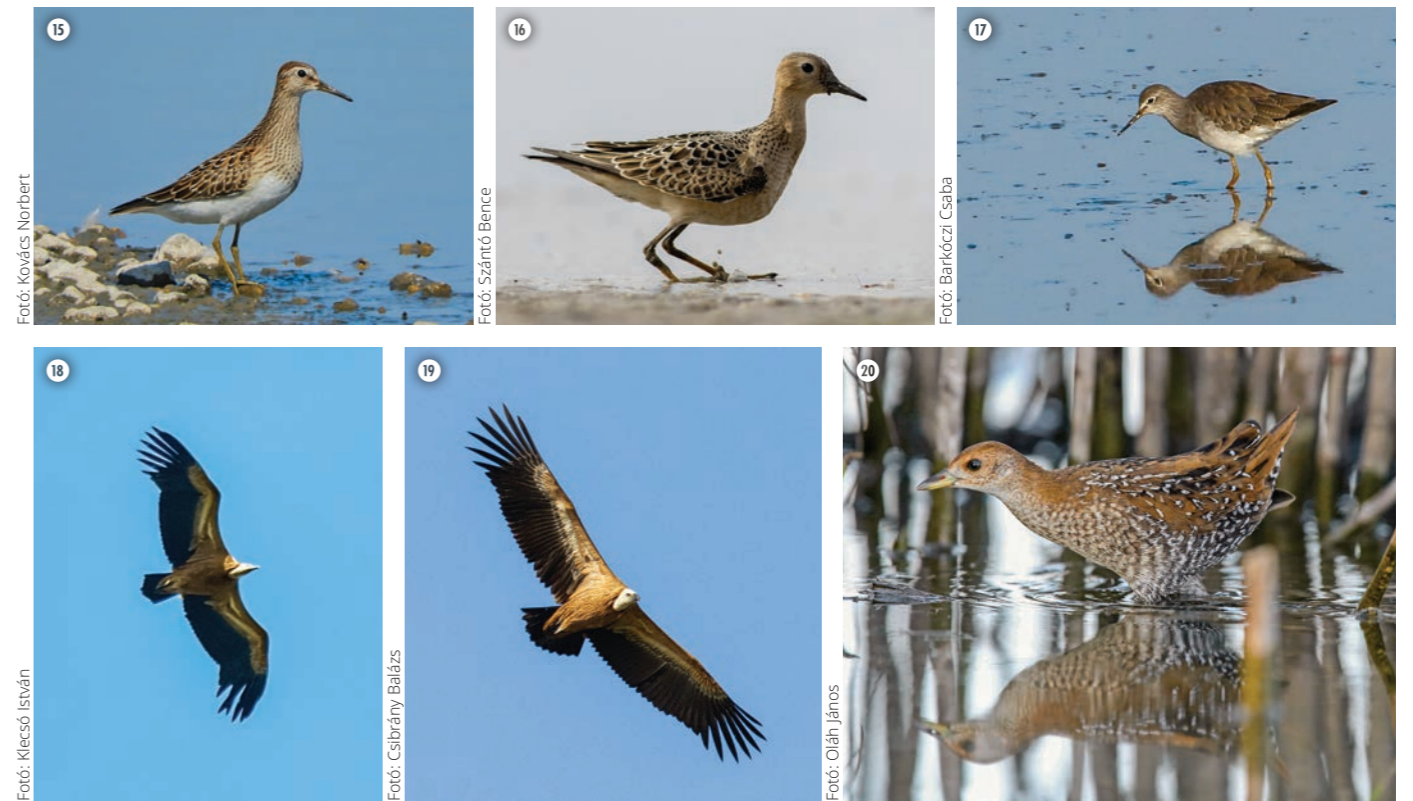 15
Fotó: Kovács Norbert
16
Fotó: Szántó Bence
17
Fotó: Barkóczi Csaba
18
Fotó: Klecsó István
19
Fotó: Csibrány Balázs
20
Fotó: Oláh János